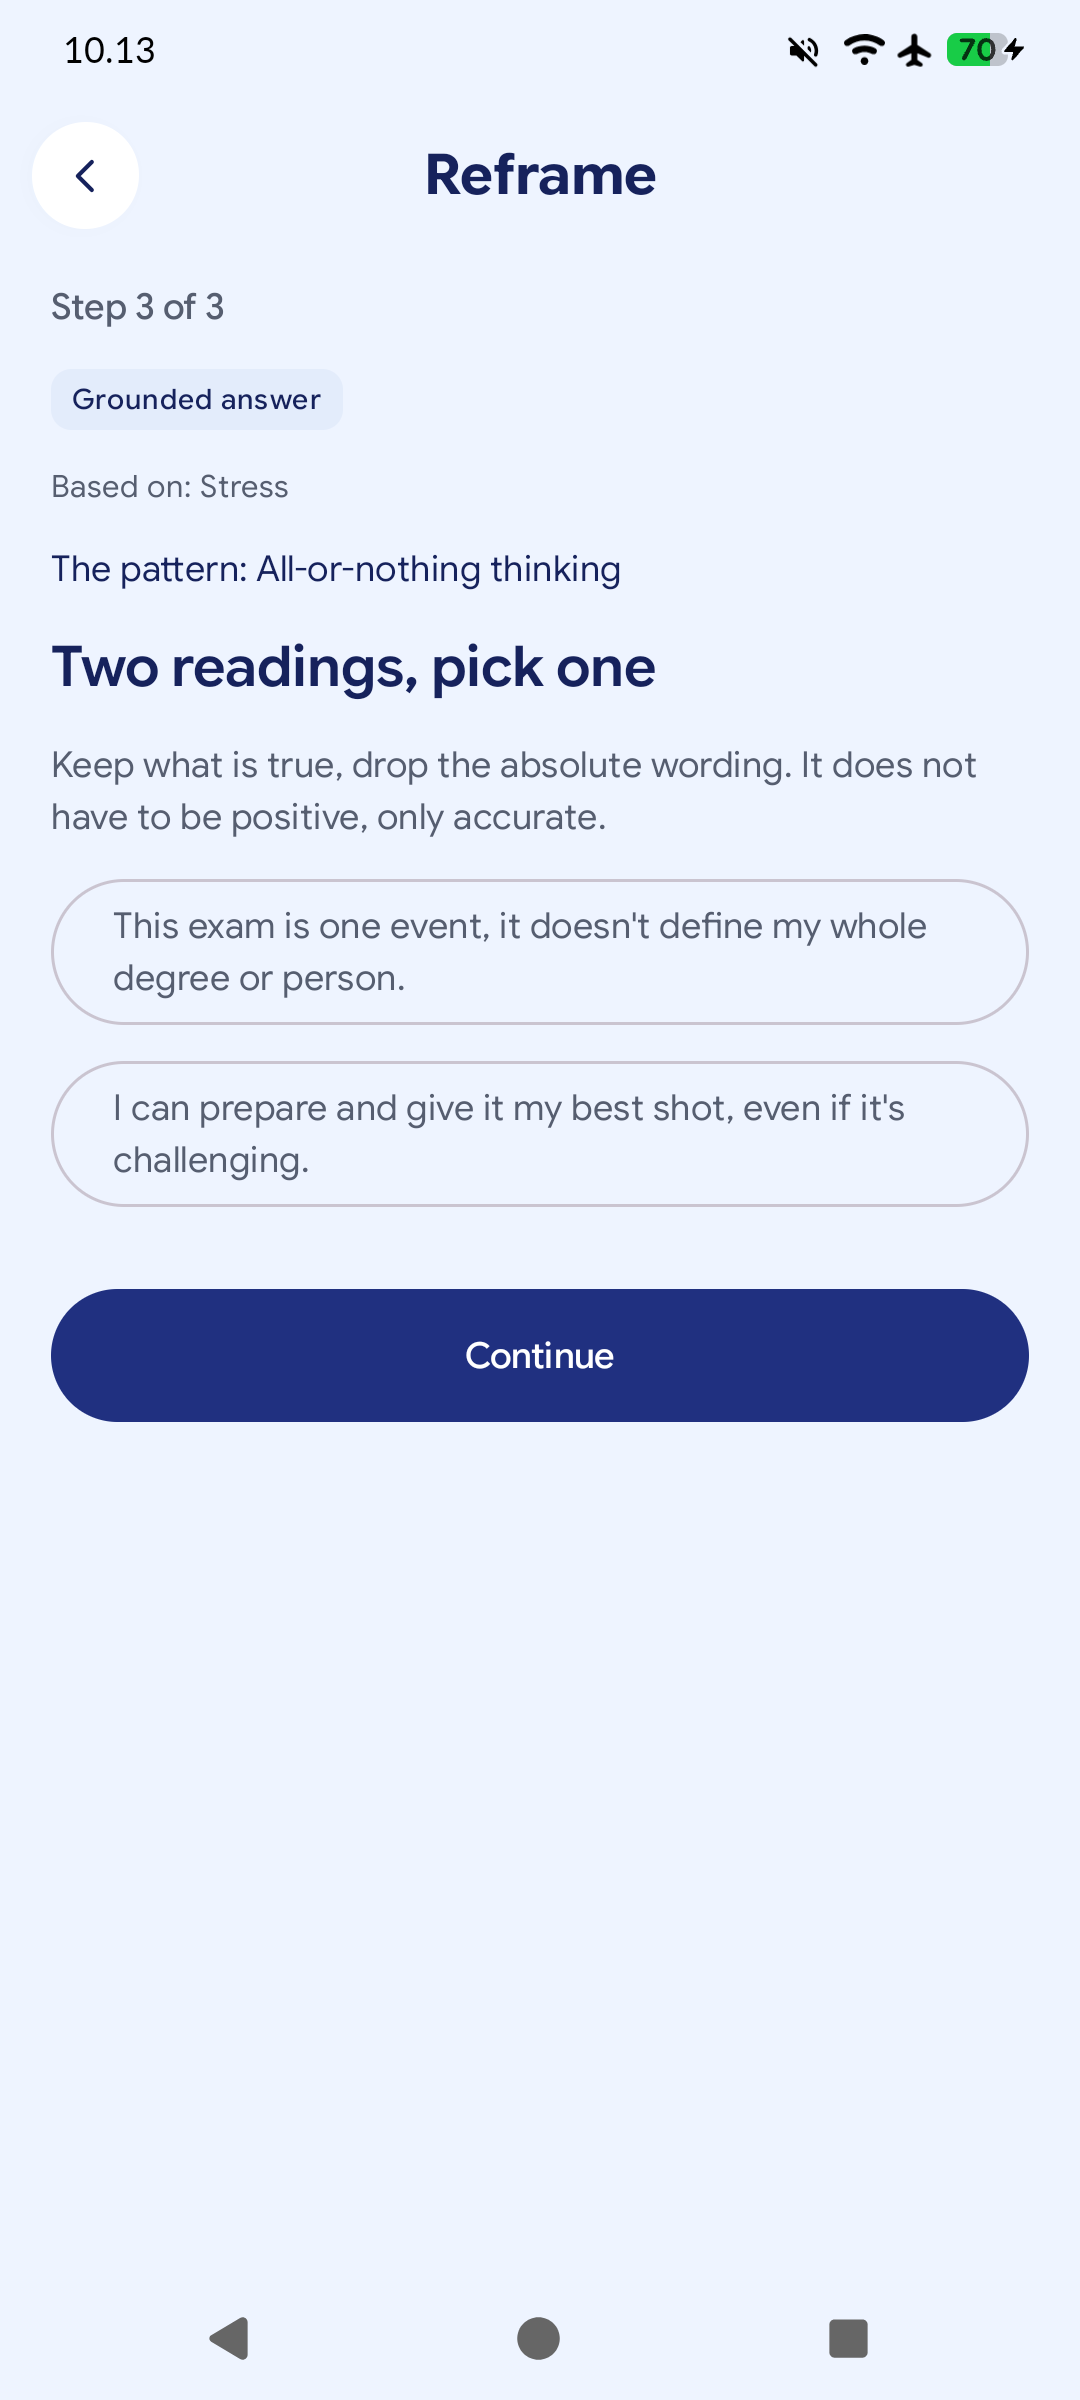 10.13
70
Reframe
Step 3 of 3
Grounded answer
Based on: Stress
The pattern: All-or-nothing thinking
Two readings, pick one
Keep what is true, drop the absolute wording. It does not
have to be positive, only accurate.
This exam is one event, it doesn't define my whole
degree or person.
I can prepare and give it my best shot, even if it's
challenging.
Continue